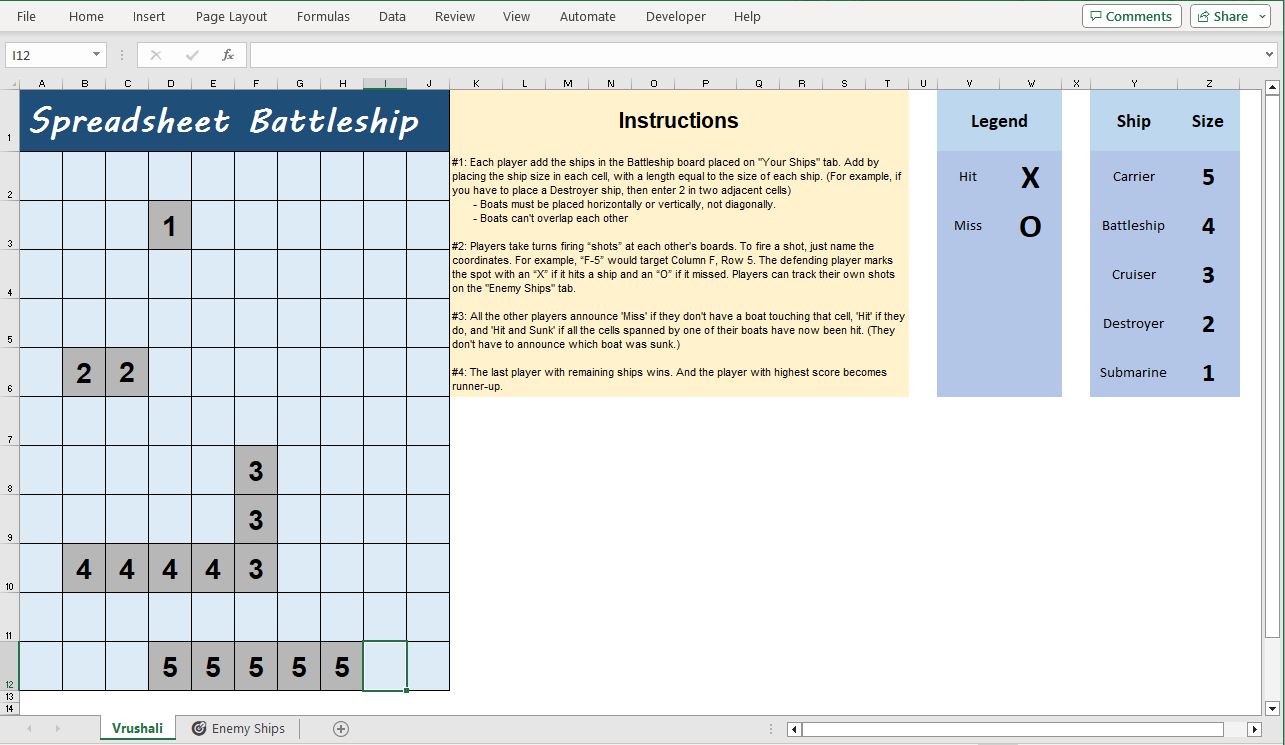 File Home Insert Page Layout Formulas Data Review View Automate Developer Help Comments Share
I12 fx
A B C D E F G H I J K L M N O P Q R S T U V W X Y Z
1
Spreadsheet Battleship
Instructions
Legend
Ship Size
#1: Each player add the ships in the Battleship board placed on "Your Ships" tab. Add by
placing the ship size in each cell, with a length equal to the size of each ship. (For example, if
you have to place a Destroyer ship, then enter 2 in two adjacent cells)
- Boats must be placed horizontally or vertically, not diagonally.
- Boats can't overlap each other
#2: Players take turns firing “shots” at each other’s boards. To fire a shot, just name the
coordinates. For example, “F-5” would target Column F, Row 5. The defending player marks
the spot with an “X” if it hits a ship and an “O” if it missed. Players can track their own shots
on the "Enemy Ships" tab.
#3: All the other players announce 'Miss' if they don't have a boat touching that cell, 'Hit' if they
do, and 'Hit and Sunk' if all the cells spanned by one of their boats have now been hit. (They
don't have to announce which boat was sunk.)
#4: The last player with remaining ships wins. And the player with highest score becomes
runner-up.
Hit X
Miss O
Carrier 5
Battleship 4
Cruiser 3
Destroyer 2
Submarine 1
2
3 1
4
5
6 2 2
7
8 3
9 3
10 4 4 4 4 3
11
12 5 5 5 5 5
13
14
Vrushali Enemy Ships